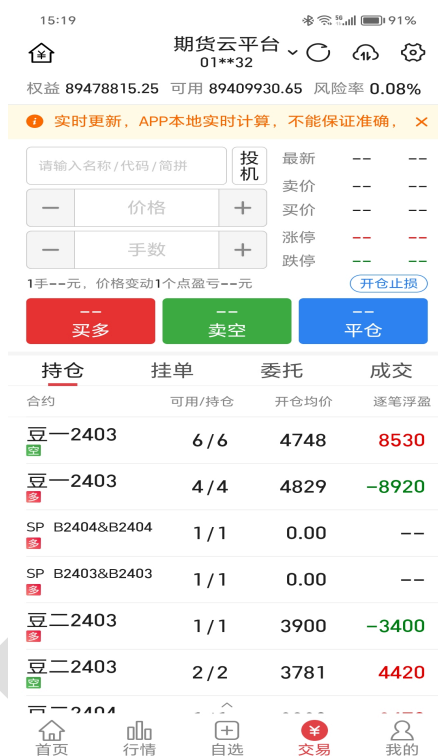 15:19 5G 91%
期货云平台
01**32
权益 89478815.25 可用 89409930.65 风险率 0.08%
实时更新，APP本地实时计算，不能保证准确，
请输入名称/代码/简拼 投机 最新 -- --
卖价 -- --
— 价格 + 买价 -- --
涨停 -- --
— 手数 + 跌停 -- --
1手--元，价格变动1个点盈亏--元 开仓止损
-- -- --
买多 卖空 平仓
持仓 挂单 委托 成交
合约 可用/持仓 开仓均价 逐笔浮盈
豆一2403 6/6 4748 8530
空
豆一2403 4/4 4829 -8920
多
SP B2404&B2404 1/1 0.00 --
多
SP B2403&B2403 1/1 0.00 --
多
豆二2403 1/1 3900 -3400
多
豆二2403 2/2 3781 4420
空
豆二2404
首页 行情 自选 交易 我的